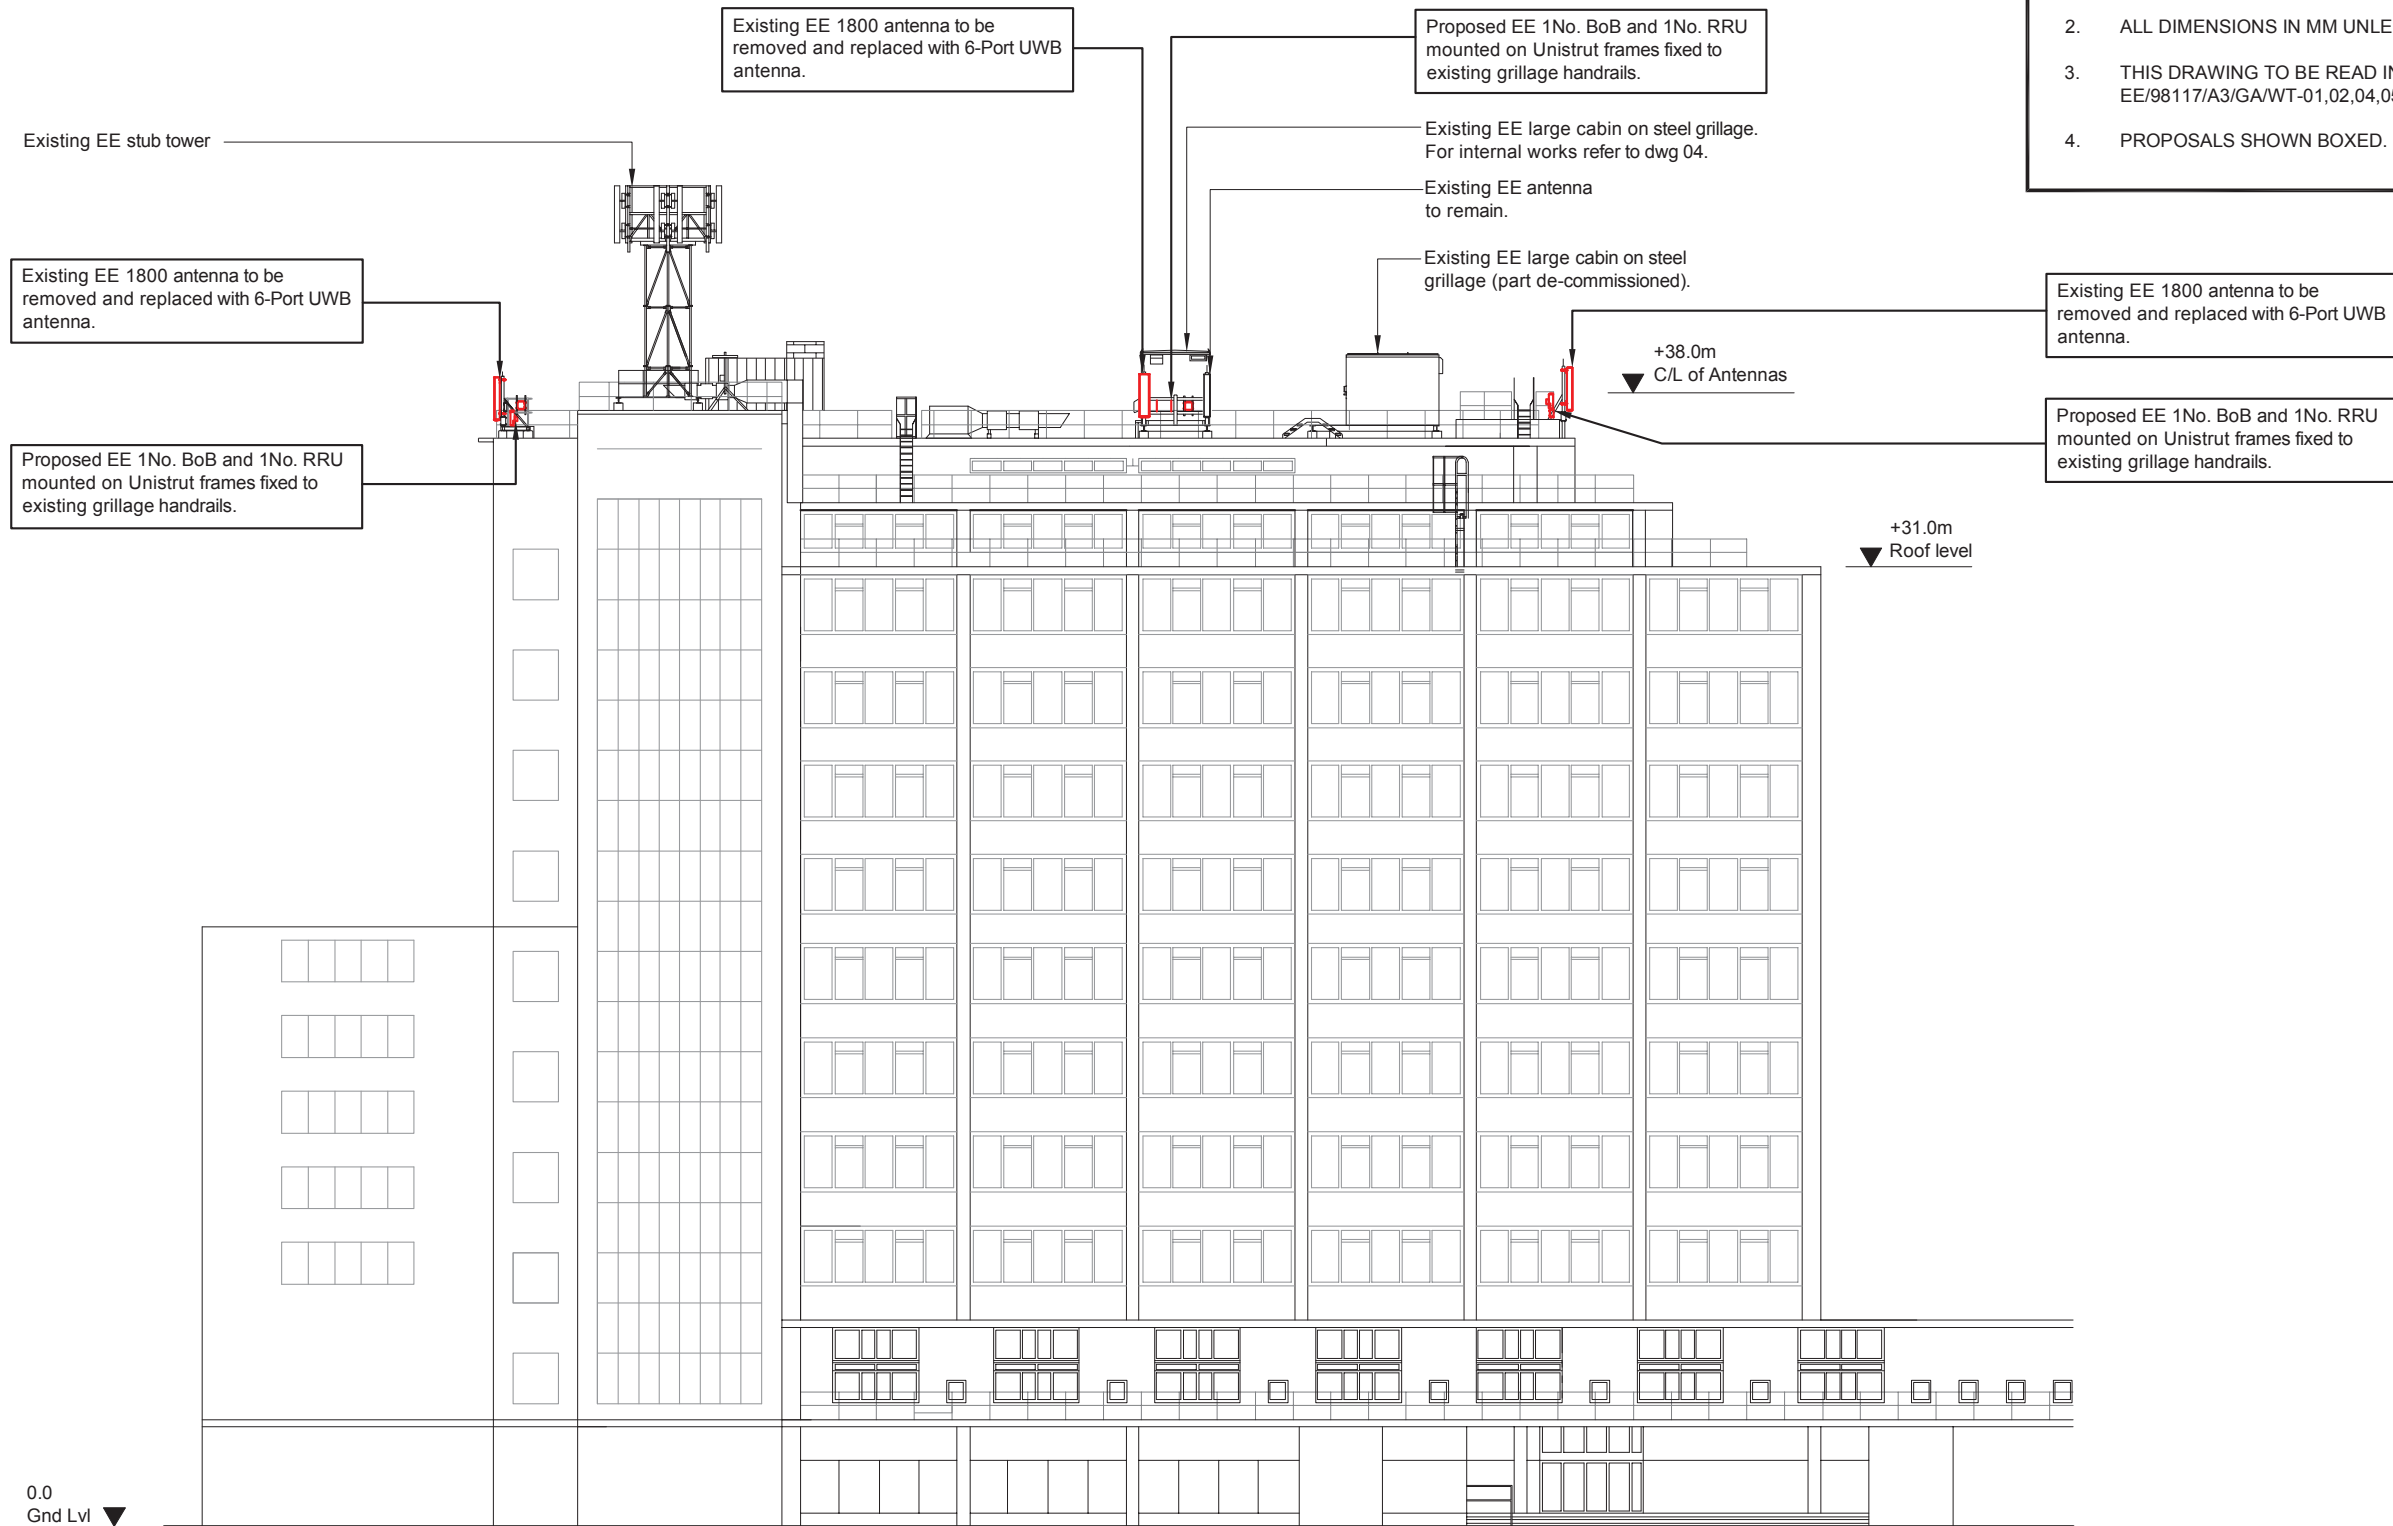 Existing EE 1800 antenna to be
removed and replaced with 6-Port UWB
antenna.
Proposed EE 1No. BoB and 1No. RRU
mounted on Unistrut frames fixed to
existing grillage handrails.
2. ALL DIMENSIONS IN MM UNLE
3. THIS DRAWING TO BE READ IN
EE/98117/A3/GA/WT-01,02,04,05
4. PROPOSALS SHOWN BOXED.
Existing EE stub tower
Existing EE large cabin on steel grillage.
For internal works refer to dwg 04.
Existing EE antenna
to remain.
Existing EE large cabin on steel
grillage (part de-commissioned).
Existing EE 1800 antenna to be
removed and replaced with 6-Port UWB
antenna.
Existing EE 1800 antenna to be
removed and replaced with 6-Port UWB
antenna.
+38.0m
C/L of Antennas
Proposed EE 1No. BoB and 1No. RRU
mounted on Unistrut frames fixed to
existing grillage handrails.
Proposed EE 1No. BoB and 1No. RRU
mounted on Unistrut frames fixed to
existing grillage handrails.
+31.0m
Roof level
0.0
Gnd Lvl